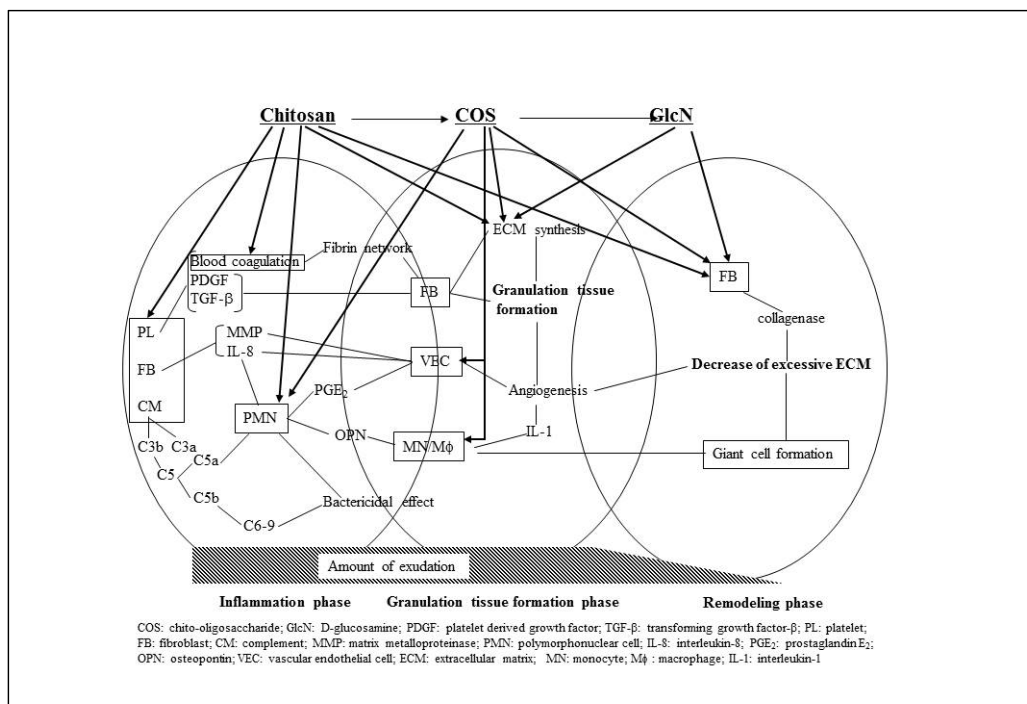 Chitosan COS GlcN
ECM synthesis
Fibrin network
Blood coagulation
PDGF
TGF-β
FB
Granulation tissue
formation
FB
collagenase
PL
MMP
IL-8
FB
VEC
Decrease of excessive ECM
PGE₂
Angiogenesis
CM
PMN
OPN
IL-1
MN/Mϕ
C3b
C3a
C5a
C5
Giant cell formation
C5b
Bactericidal effect
C6-9
Amount of exudation
Inflammation phase Granulation tissue formation phase Remodeling phase
COS: chito-oligosaccharide; GlcN: D-glucosamine; PDGF: platelet derived growth factor; TGF-β: transforming growth factor-β; PL: platelet;
FB: fibroblast; CM: complement; MMP: matrix metalloproteinase; PMN: polymorphonuclear cell; IL-8: interleukin-8; PGE₂: prostaglandin E₂;
OPN: osteopontin; VEC: vascular endothelial cell; ECM: extracellular matrix; MN: monocyte; Mϕ : macrophage; IL-1: interleukin-1